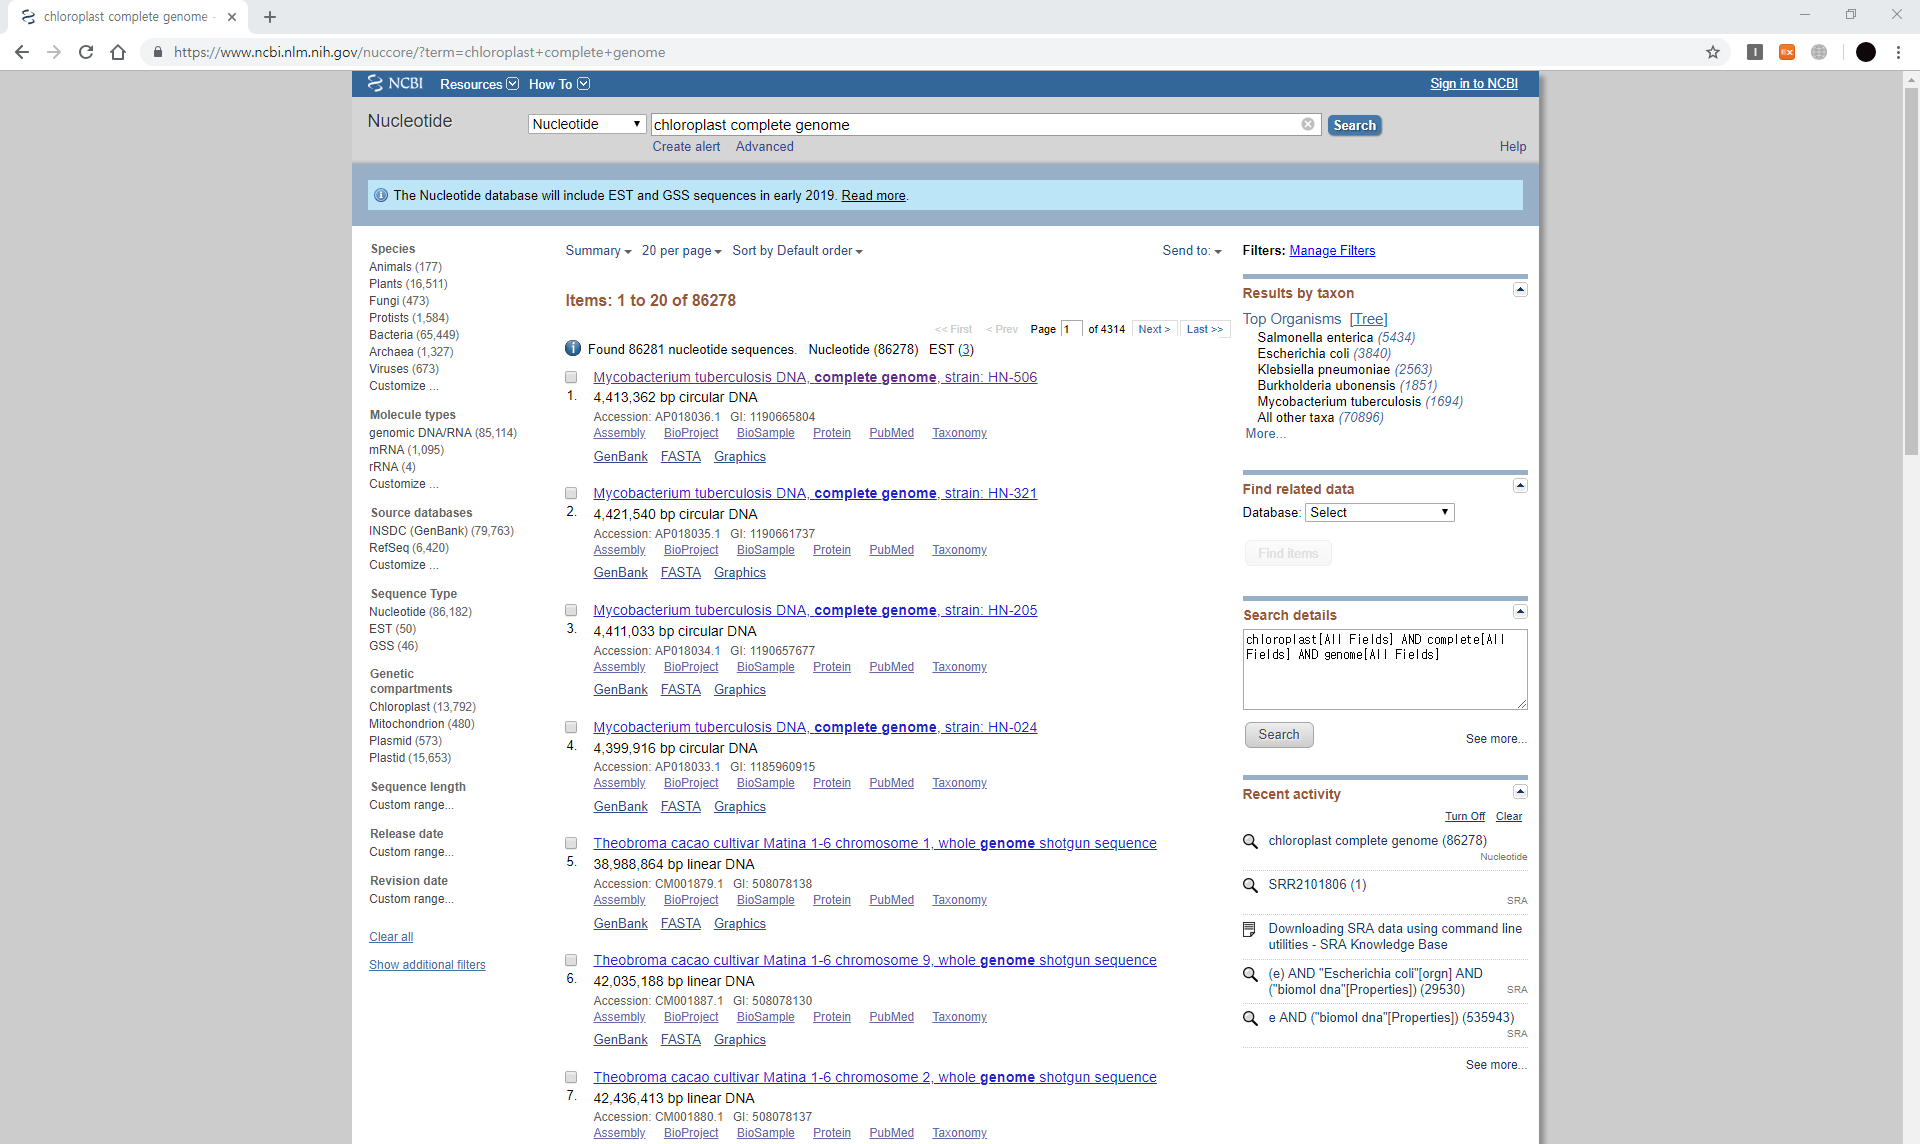 chloroplast complete genome -
https://www.ncbi.nlm.nih.gov/nuccore/?term=chloroplast+complete+genome
NCBI Resources How To Sign in to NCBI
Nucleotide
Nucleotide chloroplast complete genome Search
Create alert Advanced Help
The Nucleotide database will include EST and GSS sequences in early 2019. Read more.
Species
Animals (177)
Plants (16,511)
Fungi (473)
Protists (1,584)
Bacteria (65,449)
Archaea (1,327)
Viruses (673)
Customize ...
Molecule types
genomic DNA/RNA (85,114)
mRNA (1,095)
rRNA (4)
Customize ...
Source databases
INSDC (GenBank) (79,763)
RefSeq (6,420)
Customize ...
Sequence Type
Nucleotide (86,182)
EST (50)
GSS (46)
Genetic
compartments
Chloroplast (13,792)
Mitochondrion (480)
Plasmid (573)
Plastid (15,653)
Sequence length
Custom range...
Release date
Custom range...
Revision date
Custom range...
Clear all
Show additional filters
Summary 20 per page Sort by Default order Send to:
Items: 1 to 20 of 86278
<< First < Prev Page 1 of 4314 Next > Last >>
Found 86281 nucleotide sequences. Nucleotide (86278) EST (3)
Mycobacterium tuberculosis DNA, complete genome, strain: HN-506
1. 4,413,362 bp circular DNA
Accession: AP018036.1 GI: 1190665804
Assembly BioProject BioSample Protein PubMed Taxonomy
GenBank FASTA Graphics
Mycobacterium tuberculosis DNA, complete genome, strain: HN-321
2. 4,421,540 bp circular DNA
Accession: AP018035.1 GI: 1190661737
Assembly BioProject BioSample Protein PubMed Taxonomy
GenBank FASTA Graphics
Mycobacterium tuberculosis DNA, complete genome, strain: HN-205
3. 4,411,033 bp circular DNA
Accession: AP018034.1 GI: 1190657677
Assembly BioProject BioSample Protein PubMed Taxonomy
GenBank FASTA Graphics
Mycobacterium tuberculosis DNA, complete genome, strain: HN-024
4. 4,399,916 bp circular DNA
Accession: AP018033.1 GI: 1185960915
Assembly BioProject BioSample Protein PubMed Taxonomy
GenBank FASTA Graphics
Theobroma cacao cultivar Matina 1-6 chromosome 1, whole genome shotgun sequence
5. 38,988,864 bp linear DNA
Accession: CM001879.1 GI: 508078138
Assembly BioProject BioSample Protein PubMed Taxonomy
GenBank FASTA Graphics
Theobroma cacao cultivar Matina 1-6 chromosome 9, whole genome shotgun sequence
6. 42,035,188 bp linear DNA
Accession: CM001887.1 GI: 508078130
Assembly BioProject BioSample Protein PubMed Taxonomy
GenBank FASTA Graphics
Theobroma cacao cultivar Matina 1-6 chromosome 2, whole genome shotgun sequence
7. 42,436,413 bp linear DNA
Accession: CM001880.1 GI: 508078137
Assembly BioProject BioSample Protein PubMed Taxonomy
Filters: Manage Filters
Results by taxon
Top Organisms [Tree]
Salmonella enterica (5434)
Escherichia coli (3840)
Klebsiella pneumoniae (2563)
Burkholderia ubonensis (1851)
Mycobacterium tuberculosis (1694)
All other taxa (70896)
More...
Find related data
Database: Select
Find items
Search details
chloroplast[All Fields] AND complete[All
Fields] AND genome[All Fields]
Search See more...
Recent activity
Turn Off Clear
chloroplast complete genome (86278)
Nucleotide
SRR2101806 (1)
SRA
Downloading SRA data using command line
utilities - SRA Knowledge Base
(e) AND "Escherichia coli"[orgn] AND
("biomol dna"[Properties]) (29530) SRA
e AND ("biomol dna"[Properties]) (535943)
SRA
See more...